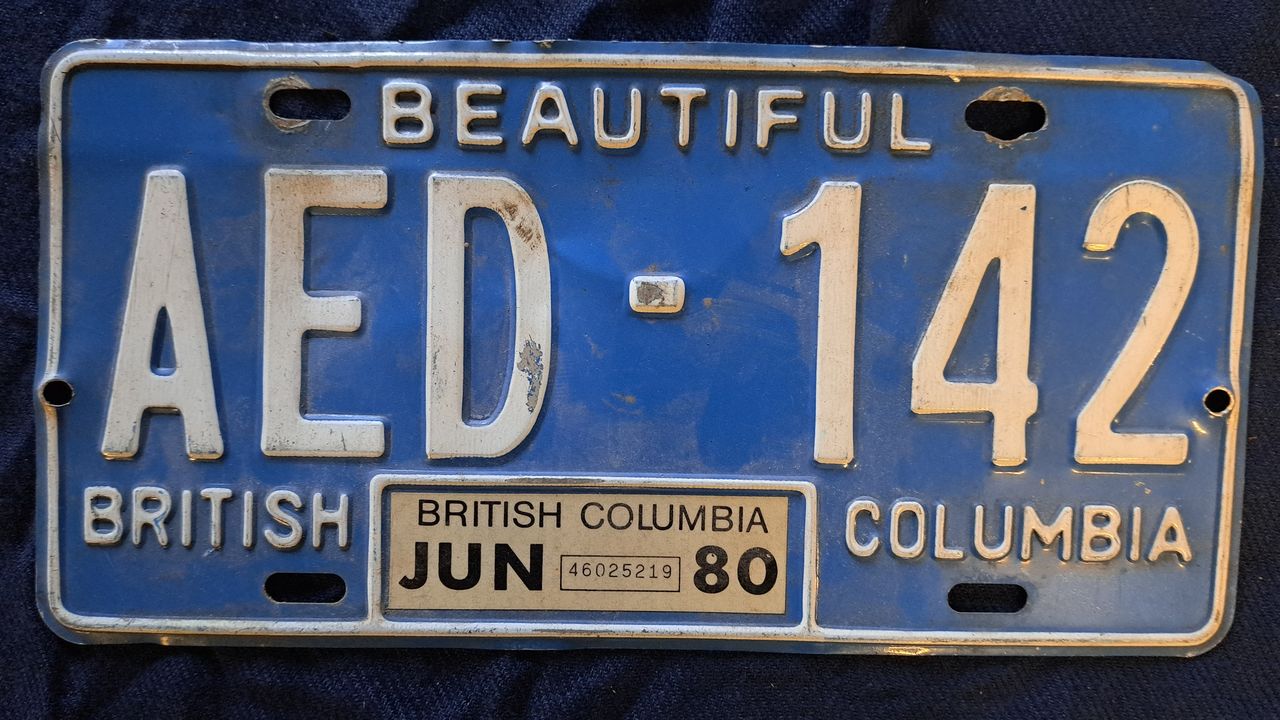 BEAUTIFUL
AED-142
BRITISH COLUMBIA
BRITISH COLUMBIA
JUN 46025219 80